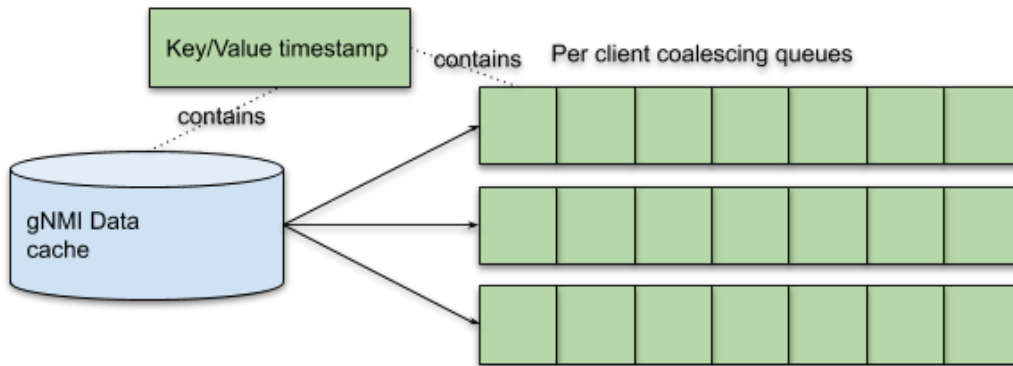 Key/Value timestamp
contains
Per client coalescing queues
contains
gNMI Data
cache